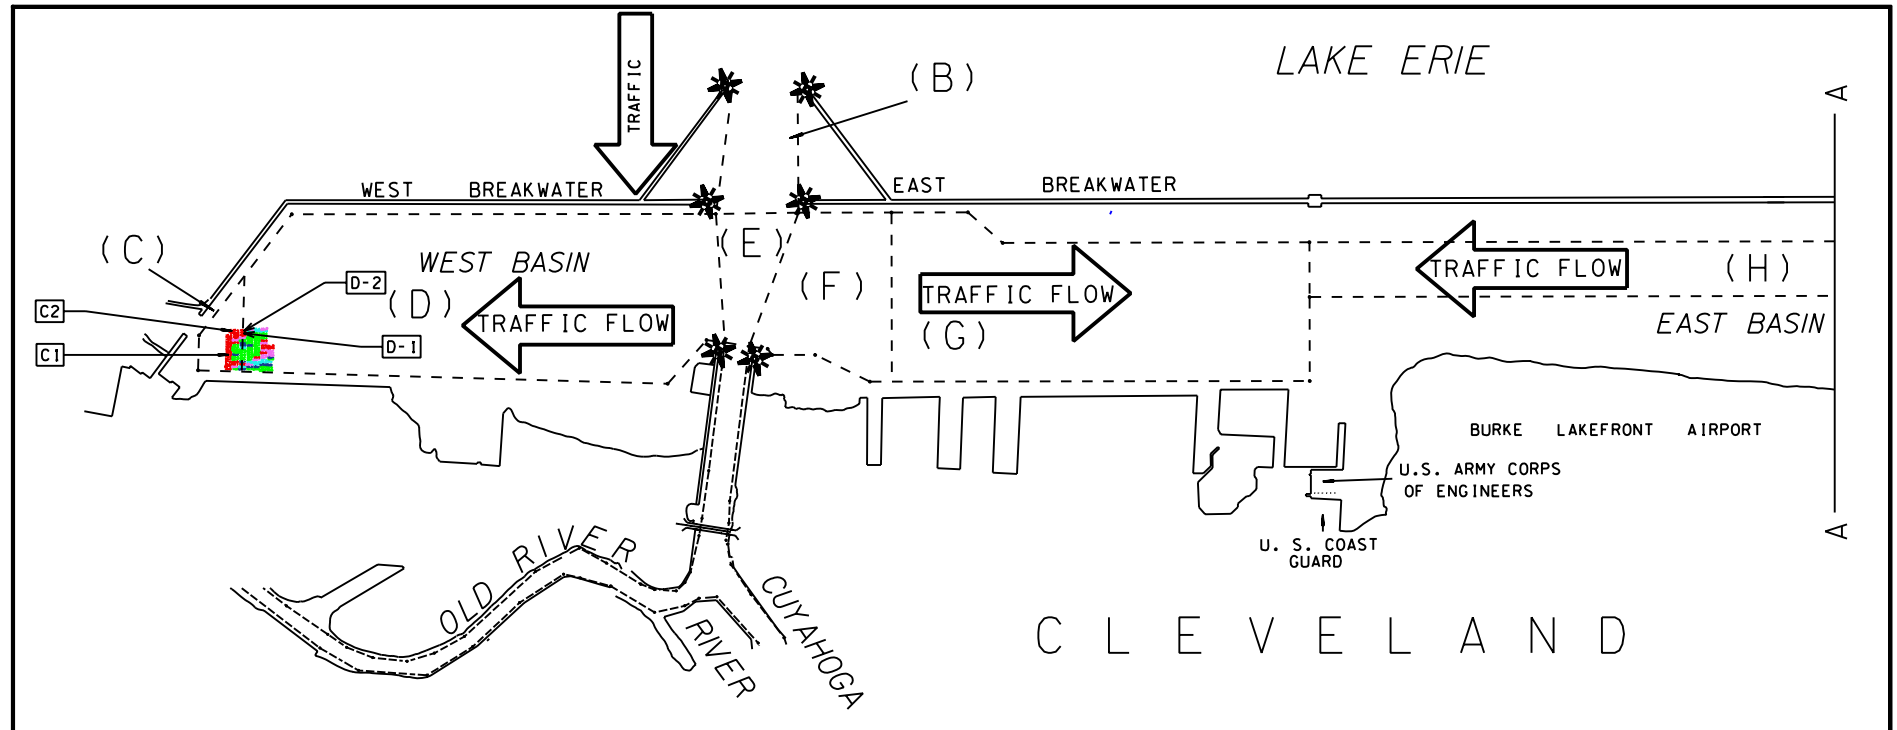 LAKE ERIE
(B)
A
TRAFFIC
WEST BREAKWATER
EAST BREAKWATER
(C)
(E)
WEST BASIN
D-2
(D)
(F)
(H)
TRAFFIC FLOW
TRAFFIC FLOW
TRAFFIC FLOW
C2
(G)
EAST BASIN
C1
D-1
BURKE LAKEFRONT AIRPORT
U.S. ARMY CORPS
OF ENGINEERS
A
U. S. COAST
GUARD
OLD RIVER
CUYAHOGA
RIVER
CLEVELAND